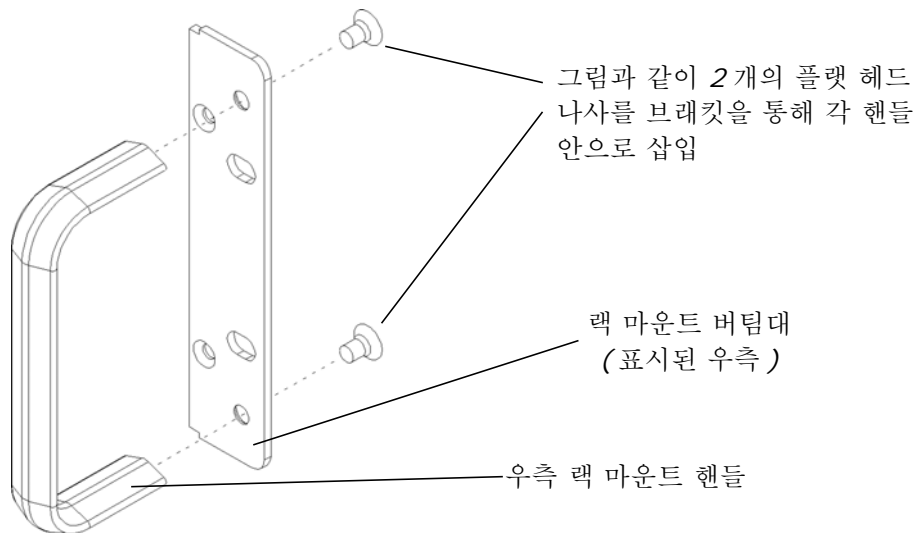 그림과 같이 2개의 플랫 헤드
나사를 브래킷을 통해 각 핸들
안으로 삽입
랙 마운트 버팀대
(표시된 우측)
우측 랙 마운트 핸들